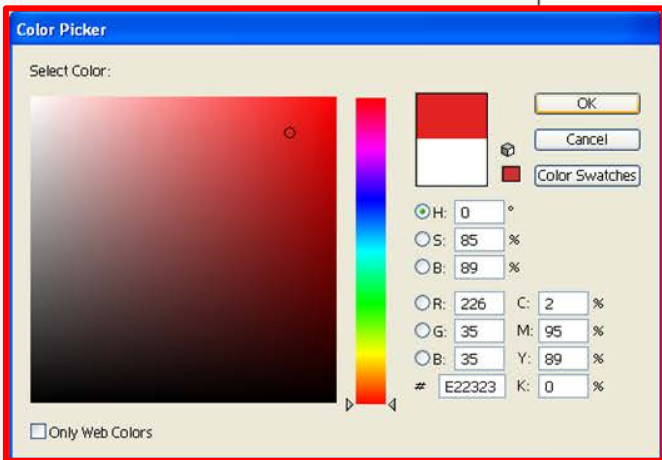 Color Picker
Select Color:
OK
Cancel
Color Swatches
H: 0 °
S: 85 %
B: 89 %
R: 226 C: 2 %
G: 35 M: 95 %
B: 35 Y: 89 %
# E22323 K: 0 %
Only Web Colors